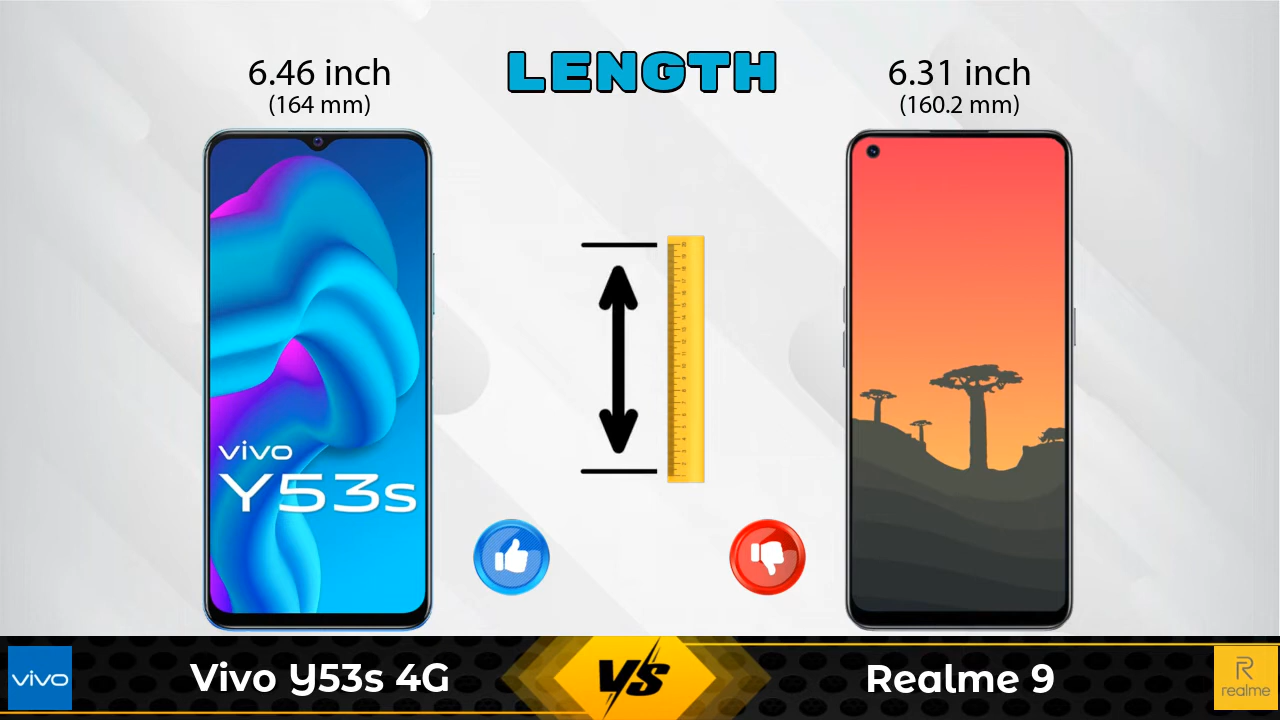 LENGTH
6.46 inch
(164 mm)
6.31 inch
(160.2 mm)
vivo
Y53s
vivo
Vivo Y53s 4G
VS
Realme 9
R
realme